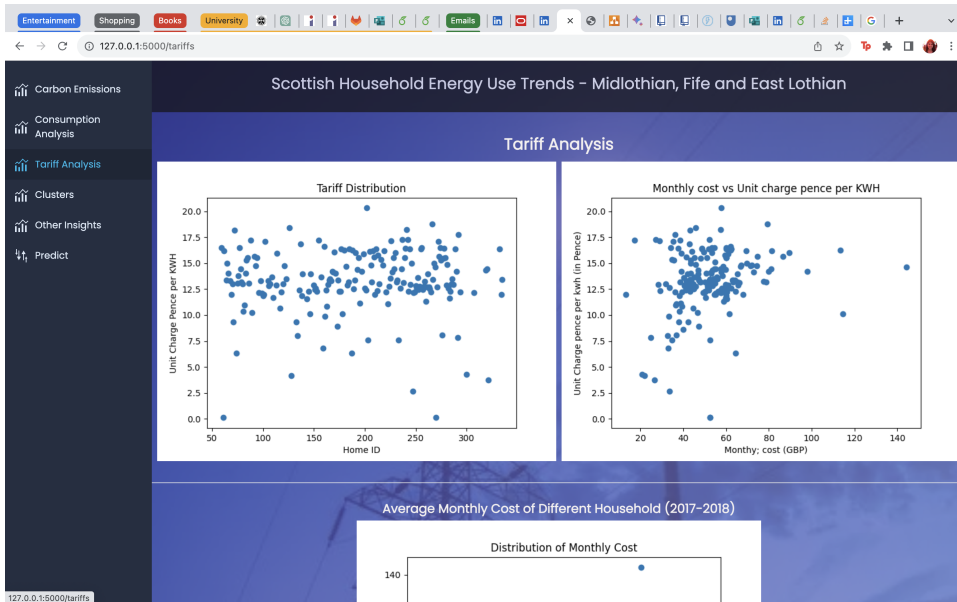 Entertainment Shopping Books University Emails
127.0.0.1:5000/tariffs
Scottish Household Energy Use Trends - Midlothian, Fife and East Lothian
Carbon Emissions
Consumption
Analysis
Tariff Analysis
Clusters
Other Insights
Predict
Tariff Analysis
Tariff Distribution
Unit Charge Pence per KWH
20.0
17.5
15.0
12.5
10.0
7.5
5.0
2.5
0.0
50 100 150 200 250 300
Home ID
Monthly cost vs Unit charge pence per KWH
Unit Charge pence per kwh (in Pence)
20.0
17.5
15.0
12.5
10.0
7.5
5.0
2.5
0.0
20 40 60 80 100 120 140
Monthy; cost (GBP)
Average Monthly Cost of Different Household (2017-2018)
Distribution of Monthly Cost
140
127.0.0.1:5000/tariffs